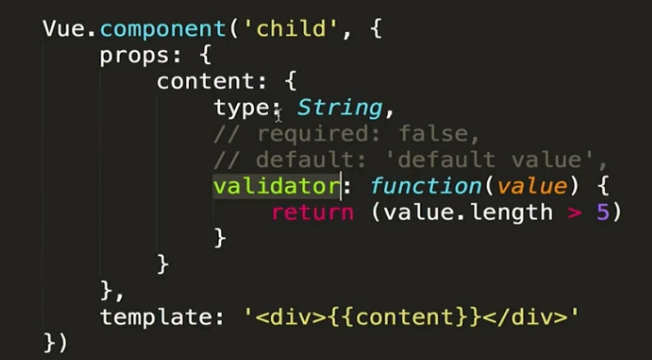 Vue.component('child', {
    props: {
        content: {
            type: String,
            // required: false,
            // default: 'default value',
            validator: function(value) {
                return (value.length > 5)
            }
        }
    },
    template: '<div>{{content}}</div>'
})